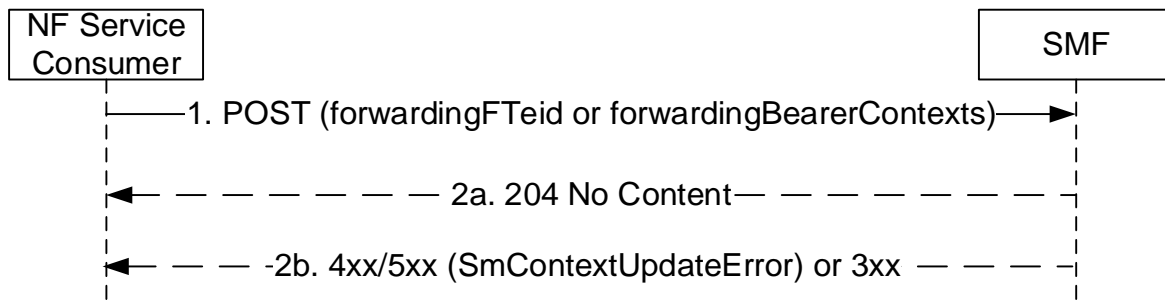 NF Service
Consumer
SMF
1. POST (forwardingFTeid or forwardingBearerContexts)
2a. 204 No Content
2b. 4xx/5xx (SmContextUpdateError) or 3xx